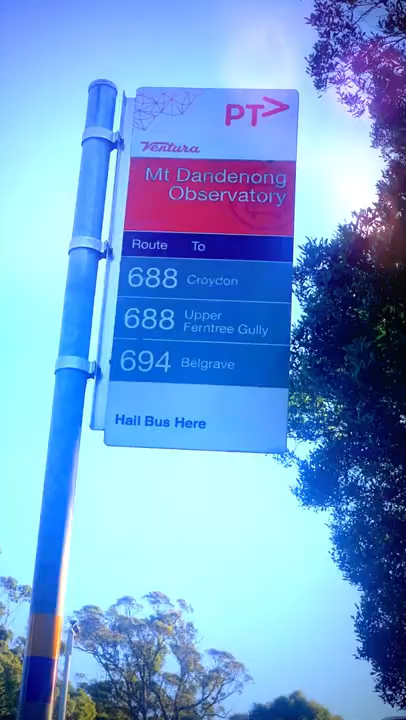 PT>
Ventura
Mt Dandenong
Observatory
Route To
688 Croydon
688 Upper
Ferntree Gully
694 Belgrave
Hail Bus Here